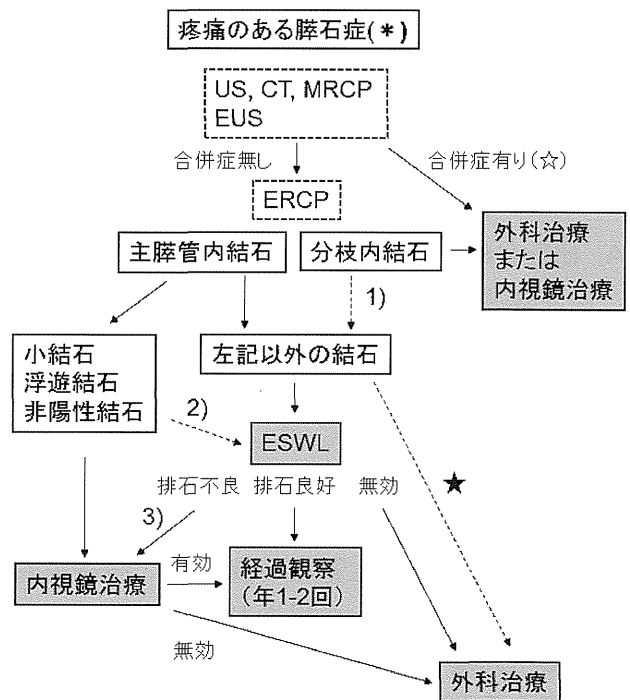 疼痛のある膵石症(*)
US, CT, MRCP
EUS
合併症無し
合併症有り(☆)
ERCP
外科治療
または
内視鏡治療
主膵管内結石
分枝内結石
1)
小結石
浮遊結石
非陽性結石
左記以外の結石
2)
ESWL
排石不良 排石良好 無効
★
3)
内視鏡治療
有効
経過観察
(年1-2回)
無効
外科治療